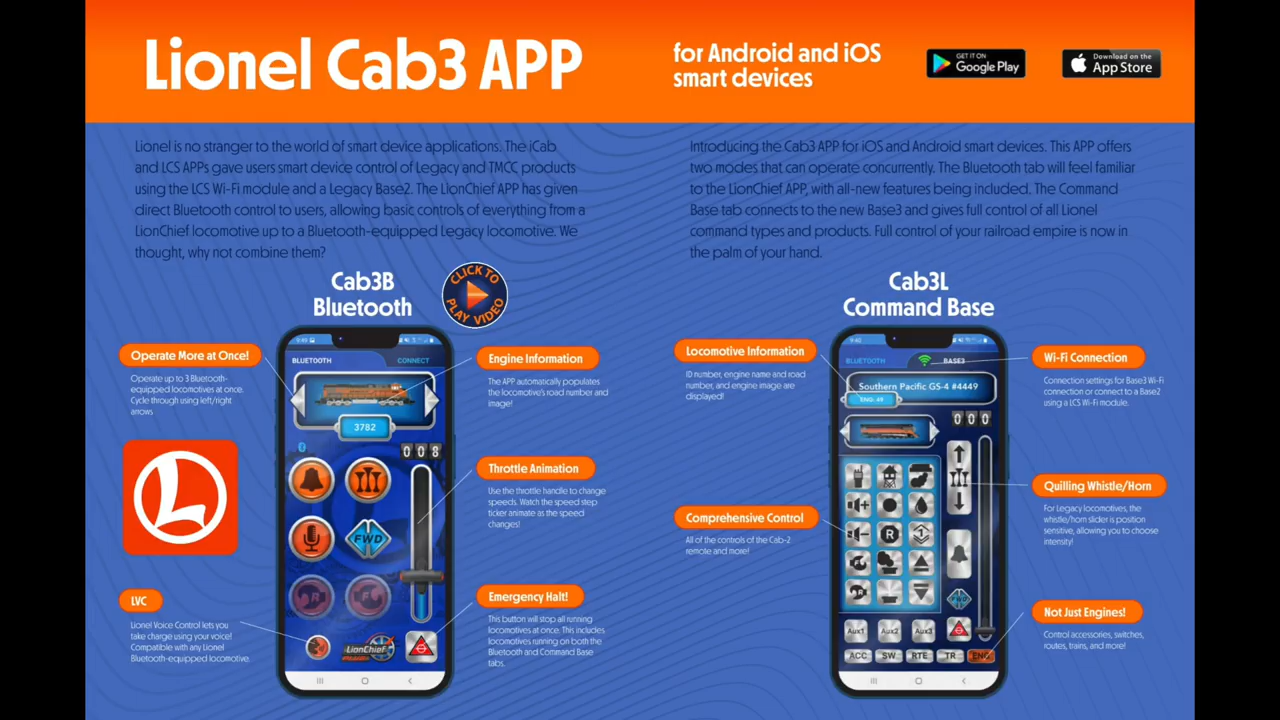 Lionel Cab3 APP
for Android and iOS
smart devices
GET IT ON
Google Play
Download on the
App Store
Lionel is no stranger to the world of smart device applications. The iCab
and LCS APPs gave users smart device control of Legacy and TMCC products
using the LCS Wi-Fi module and a Legacy Base2. The LionChief APP has given
direct Bluetooth control to users, allowing basic controls of everything from a
LionChief locomotive up to a Bluetooth-equipped Legacy locomotive. We
thought, why not combine them?
Introducing the Cab3 APP for iOS and Android smart devices. This APP offers
two modes that can operate concurrently. The Bluetooth tab will feel familiar
to the LionChief APP, with all-new features being included. The Command
Base tab connects to the new Base3 and gives full control of all Lionel
command types and products. Full control of your railroad empire is now in
the palm of your hand.
Cab3B
Bluetooth
CLICK TO
PLAY VIDEO
Operate More at Once!
Operate up to 3 Bluetooth-
equipped locomotives at once.
Cycle through using left/right
arrows
L
LVC
Lionel Voice Control lets you
take charge using your voice!
Compatible with any Lionel
Bluetooth-equipped locomotive.
BLUETOOTH
CONNECT
3782
008
FWD
R
F
LionChief
Engine Information
The APP automatically populates
the locomotive's road number and
image!
Throttle Animation
Use the throttle handle to change
speeds. Watch the speed step
ticker animate as the speed
changes!
Emergency Halt!
This button will stop all running
locomotives at once. This includes
locomotives running on both the
Bluetooth and Command Base
tabs.
Cab3L
Command Base
Locomotive Information
ID number, engine name and road
number, and engine image are
displayed!
Comprehensive Control
All of the controls of the Cab-2
remote and more!
9:40
BLUETOOTH
BASE3
Southern Pacific GS-4 #4449
ENG: 49
000
R
F
R
FWD
Aux1 Aux2 Aux3
ACC SW RTE TR ENG
Wi-Fi Connection
Connection settings for Base3 Wi-Fi
connection or connect to a Base2
using a LCS Wi-Fi module.
Quilling Whistle/Horn
For Legacy locomotives, the
whistle/horn slider is position
sensitive, allowing you to choose
intensity!
Not Just Engines!
Control accessories, switches,
routes, trains, and more!